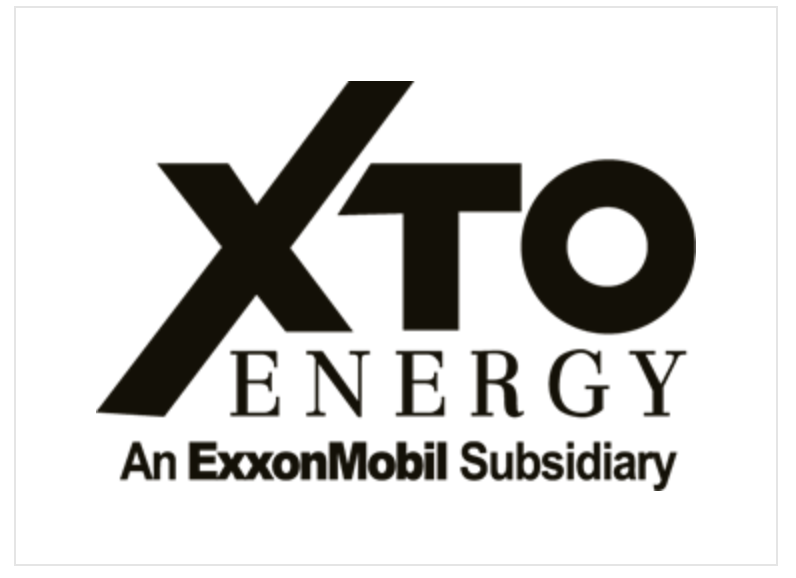 XTO
ENERGY
An ExxonMobil Subsidiary